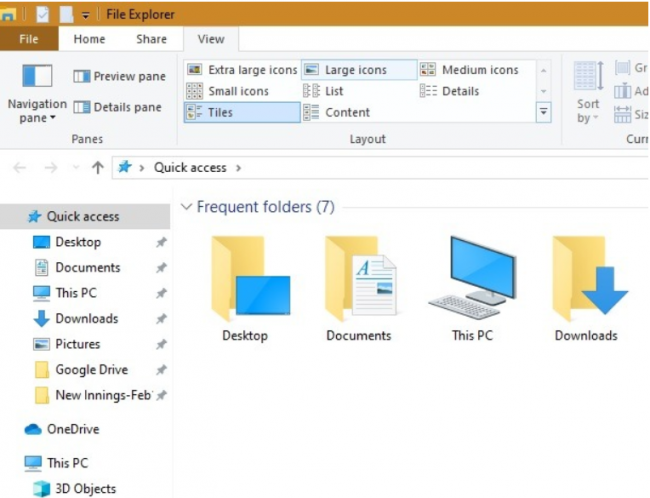 File Explorer
File Home Share View
Preview pane
Details pane
Navigation
pane
Panes
Extra large icons Large icons Medium icons
Small icons List Details
Tiles Content
Layout
Sort
by
Gr
Ad
Siz
Curr
Quick access
Quick access
Desktop
Documents
This PC
Downloads
Pictures
Google Drive
New Innings-Feb
OneDrive
This PC
3D Objects
Frequent folders (7)
Desktop Documents This PC Downloads